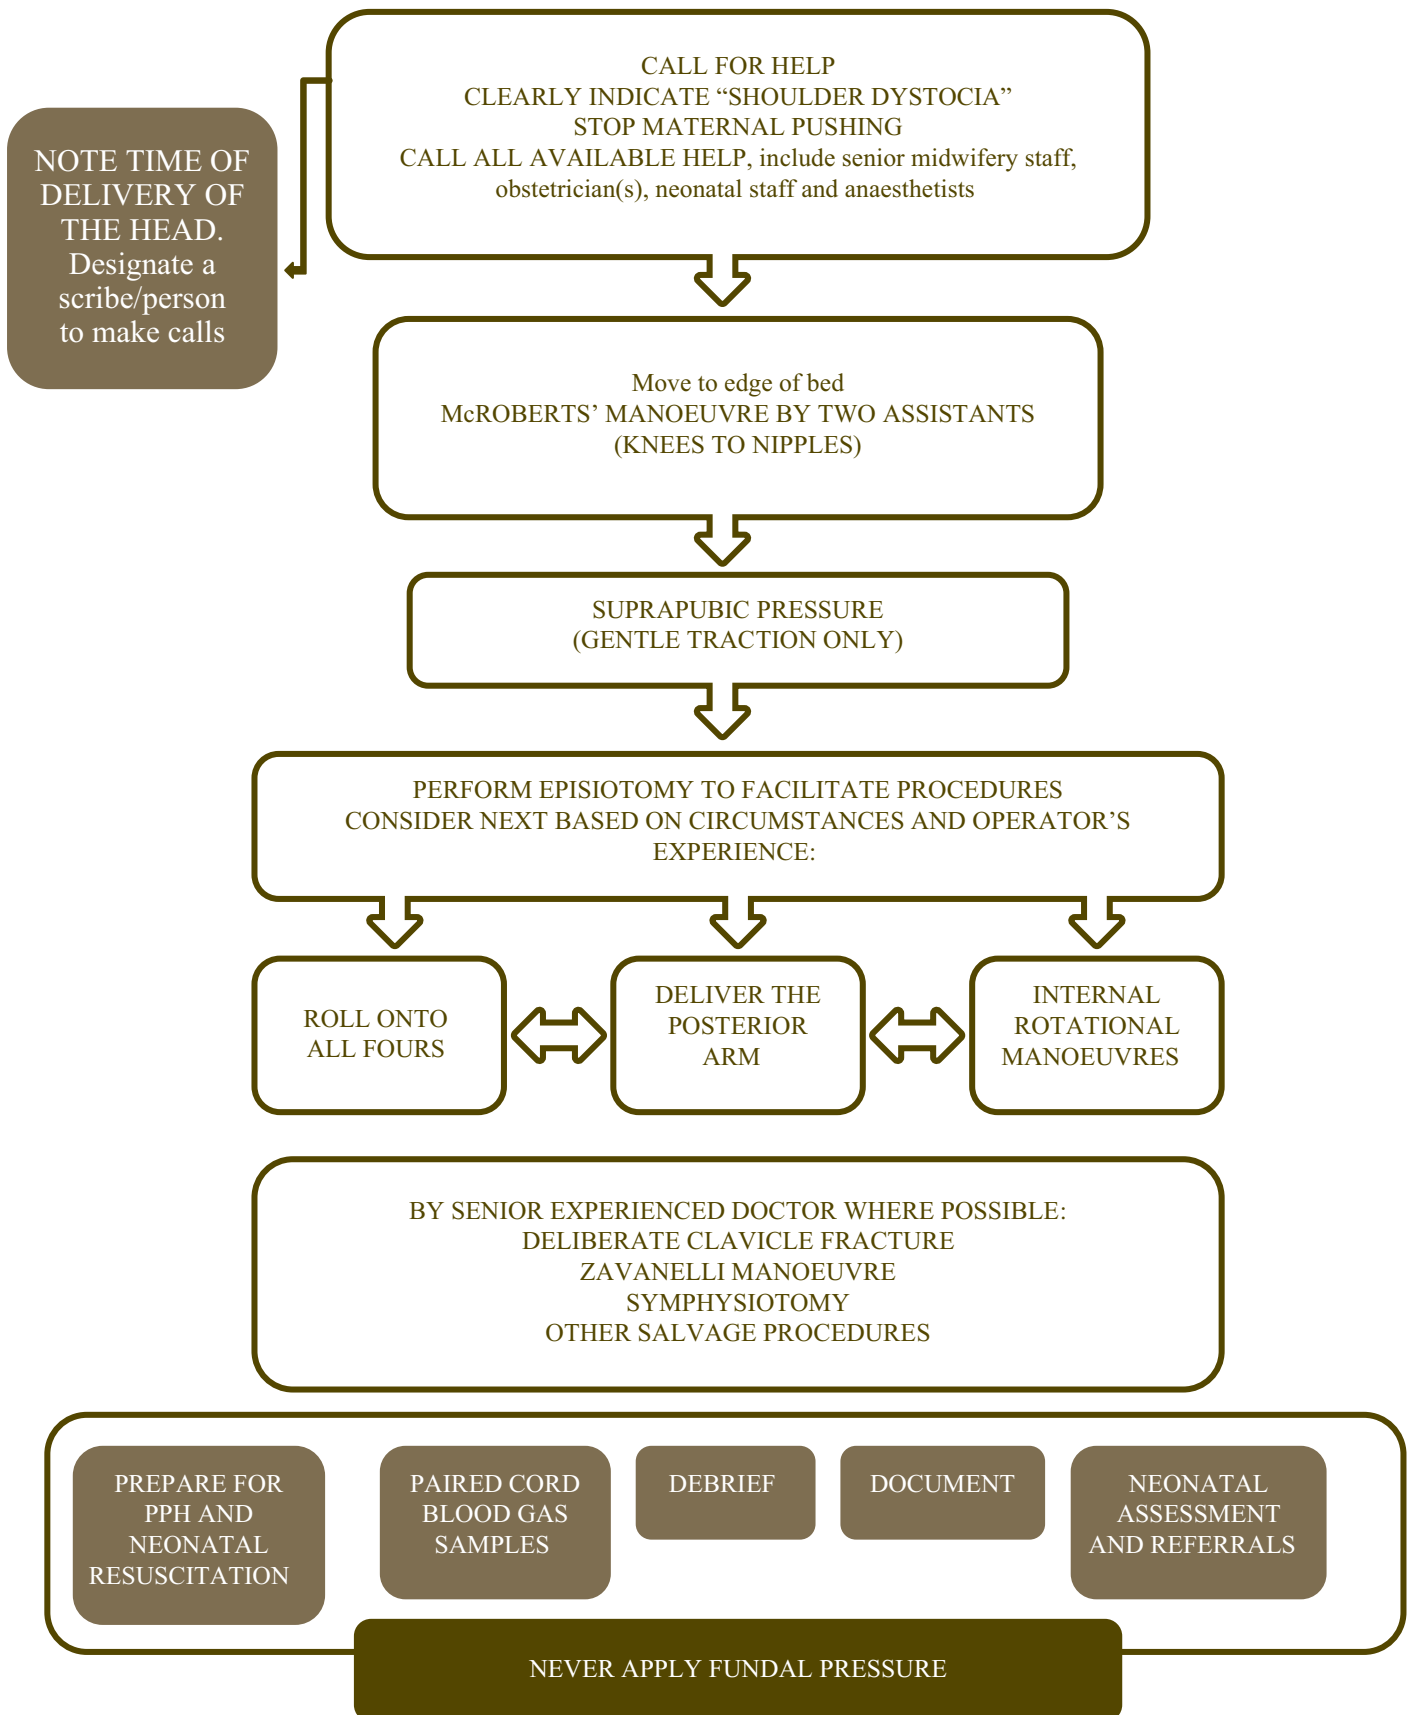 CALL FOR HELP
CLEARLY INDICATE “SHOULDER DYSTOCIA”
STOP MATERNAL PUSHING
CALL ALL AVAILABLE HELP, include senior midwifery staff,
obstetrician(s), neonatal staff and anaesthetists
NOTE TIME OF
DELIVERY OF
THE HEAD.
Designate a
scribe/person
to make calls
Move to edge of bed
McROBERTS’ MANOEUVRE BY TWO ASSISTANTS
(KNEES TO NIPPLES)
SUPRAPUBIC PRESSURE
(GENTLE TRACTION ONLY)
PERFORM EPISIOTOMY TO FACILITATE PROCEDURES
CONSIDER NEXT BASED ON CIRCUMSTANCES AND OPERATOR’S
EXPERIENCE:
ROLL ONTO
ALL FOURS
DELIVER THE
POSTERIOR
ARM
INTERNAL
ROTATIONAL
MANOEUVRES
BY SENIOR EXPERIENCED DOCTOR WHERE POSSIBLE:
DELIBERATE CLAVICLE FRACTURE
ZAVANELLI MANOEUVRE
SYMPHYSIOTOMY
OTHER SALVAGE PROCEDURES
PREPARE FOR
PPH AND
NEONATAL
RESUSCITATION
PAIRED CORD
BLOOD GAS
SAMPLES
DEBRIEF
DOCUMENT
NEONATAL
ASSESSMENT
AND REFERRALS
NEVER APPLY FUNDAL PRESSURE